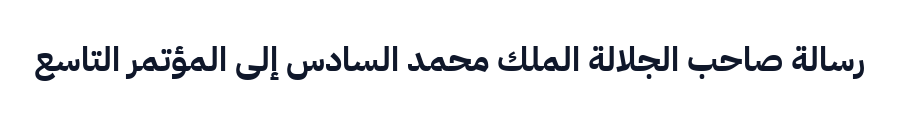 رسالة صاحب الجلالة الملك محمد السادس إلى المؤتمر التاسع